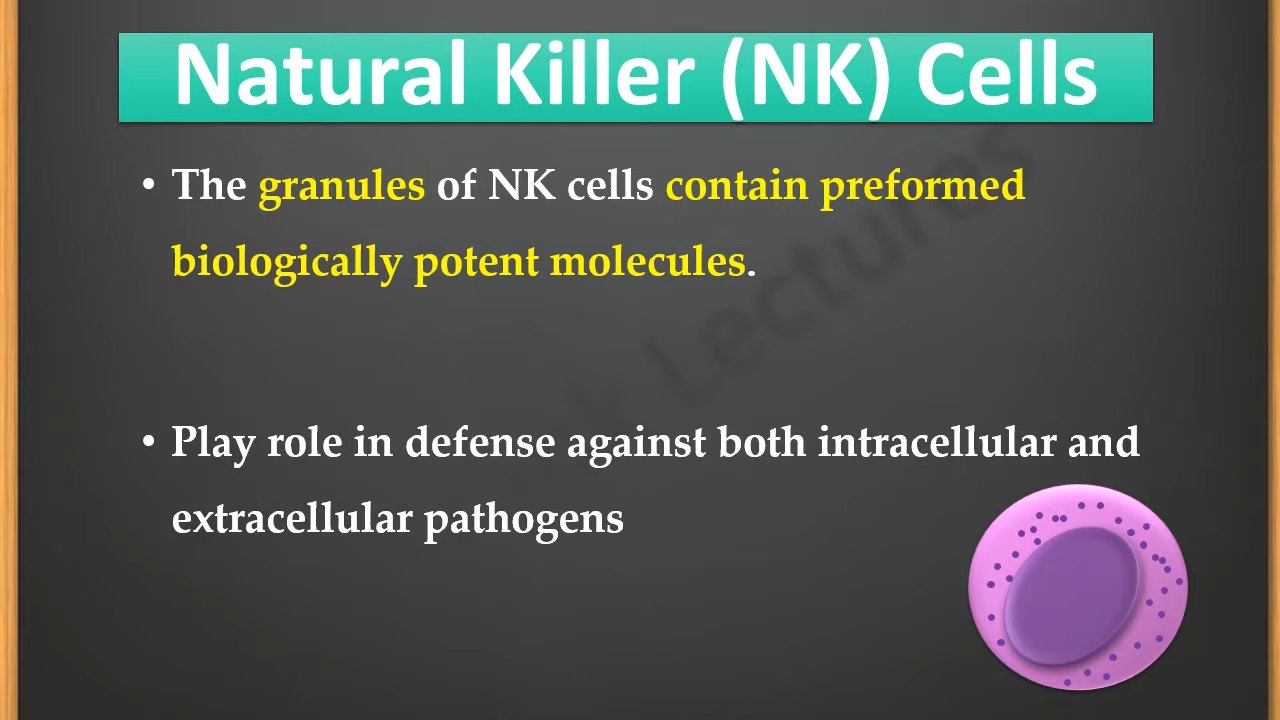 Natural Killer (NK) Cells
• The granules of NK cells contain preformed
biologically potent molecules.
• Play role in defense against both intracellular and
extracellular pathogens
Lectures